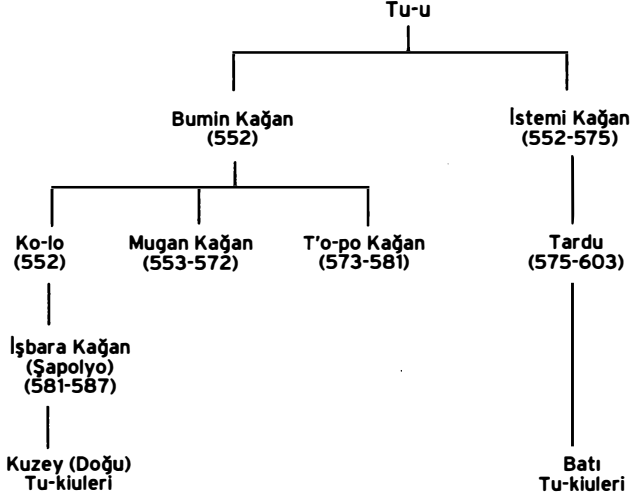 Tu-u
Bumin Kağan
(552)
İstemi Kağan
(552-575)
Ko-lo
(552)
Mugan Kağan
(553-572)
T'o-po Kağan
(573-581)
Tardu
(575-603)
İşbara Kağan
(Şapolyo)
(581-587)
Kuzey (Doğu)
Tu-kiuleri
Batı
Tu-kiuleri